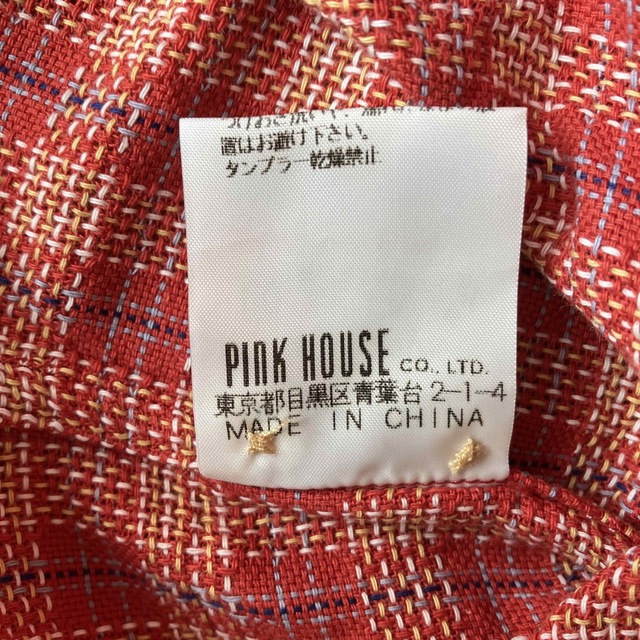 置はお避け下さい。
タンブラー乾燥禁止
PINK HOUSE CO., LTD.
東京都目黒区青葉台2-1-4
MADE IN CHINA